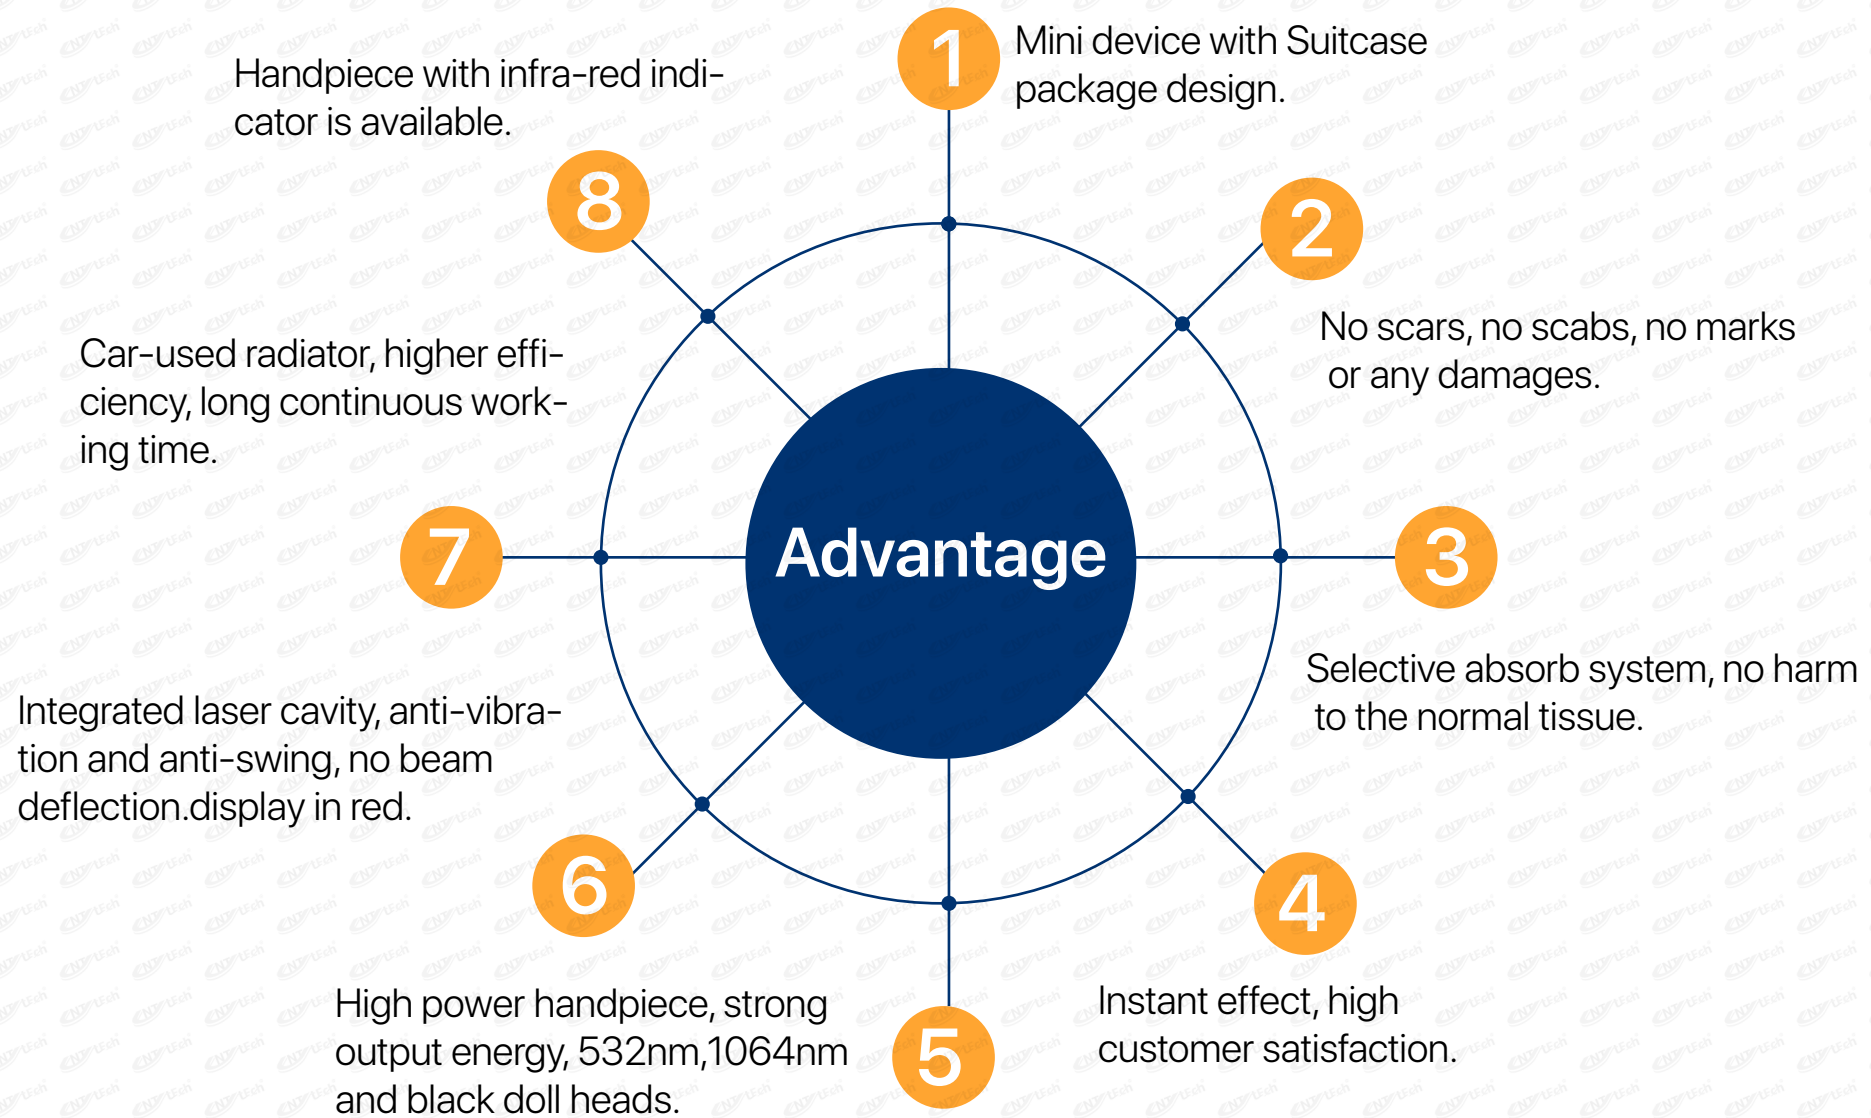 1
Mini device with Suitcase
package design.
2
No scars, no scabs, no marks
or any damages.
3
Selective absorb system, no harm
to the normal tissue.
4
Instant effect, high
customer satisfaction.
5
High power handpiece, strong
output energy, 532nm,1064nm
and black doll heads.
6
Integrated laser cavity, anti-vibra-
tion and anti-swing, no beam
deflection.display in red.
7
Car-used radiator, higher effi-
ciency, long continuous work-
ing time.
8
Handpiece with infra-red indi-
cator is available.
Advantage